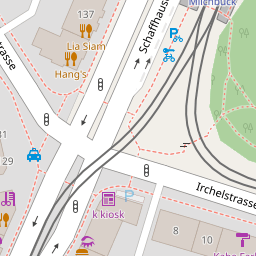 Milchbuck
137
Lia Siam
Hang's
Schaffhaus
strasse
31
29
Irchelstrasse
k kiosk
P
8
10